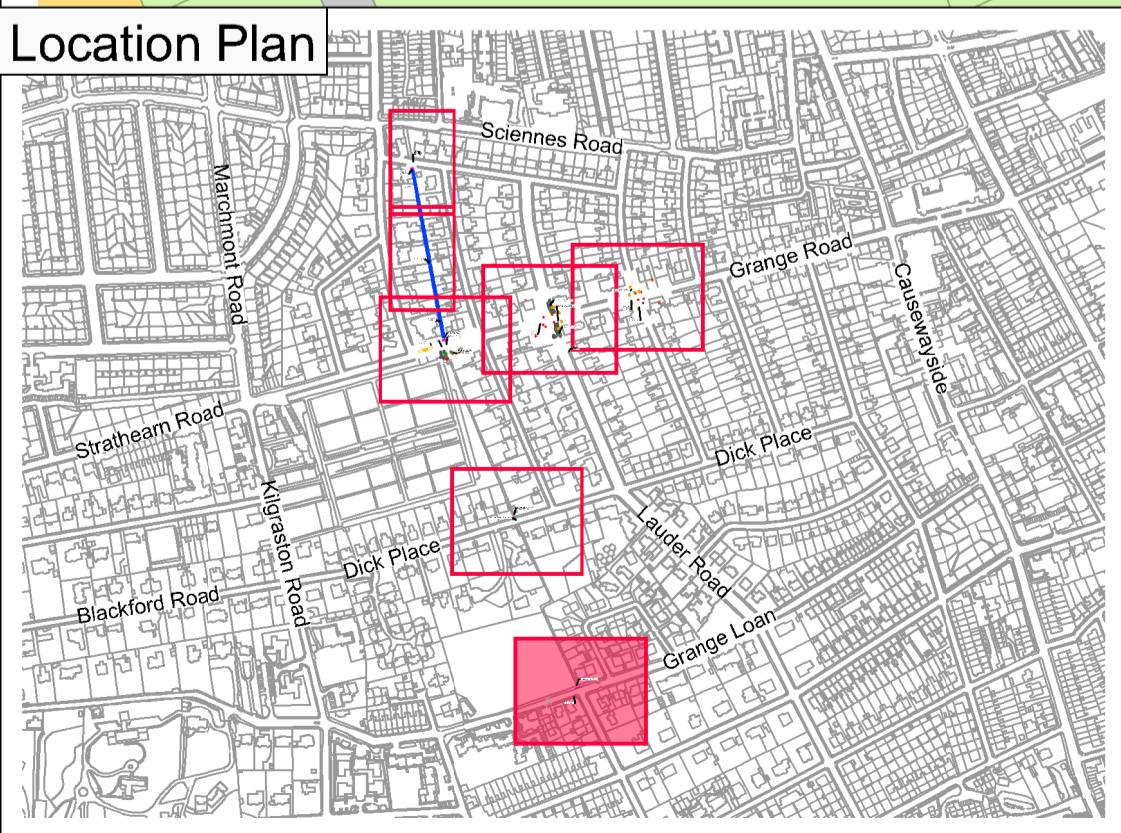 Location Plan
Sciennes Road
Marchmont Road
Grange Road
Causewayside
Strathearn Road
Dick Place
Kilgraston Road
Lauder Road
Dick Place
Blackford Road
Grange Loan